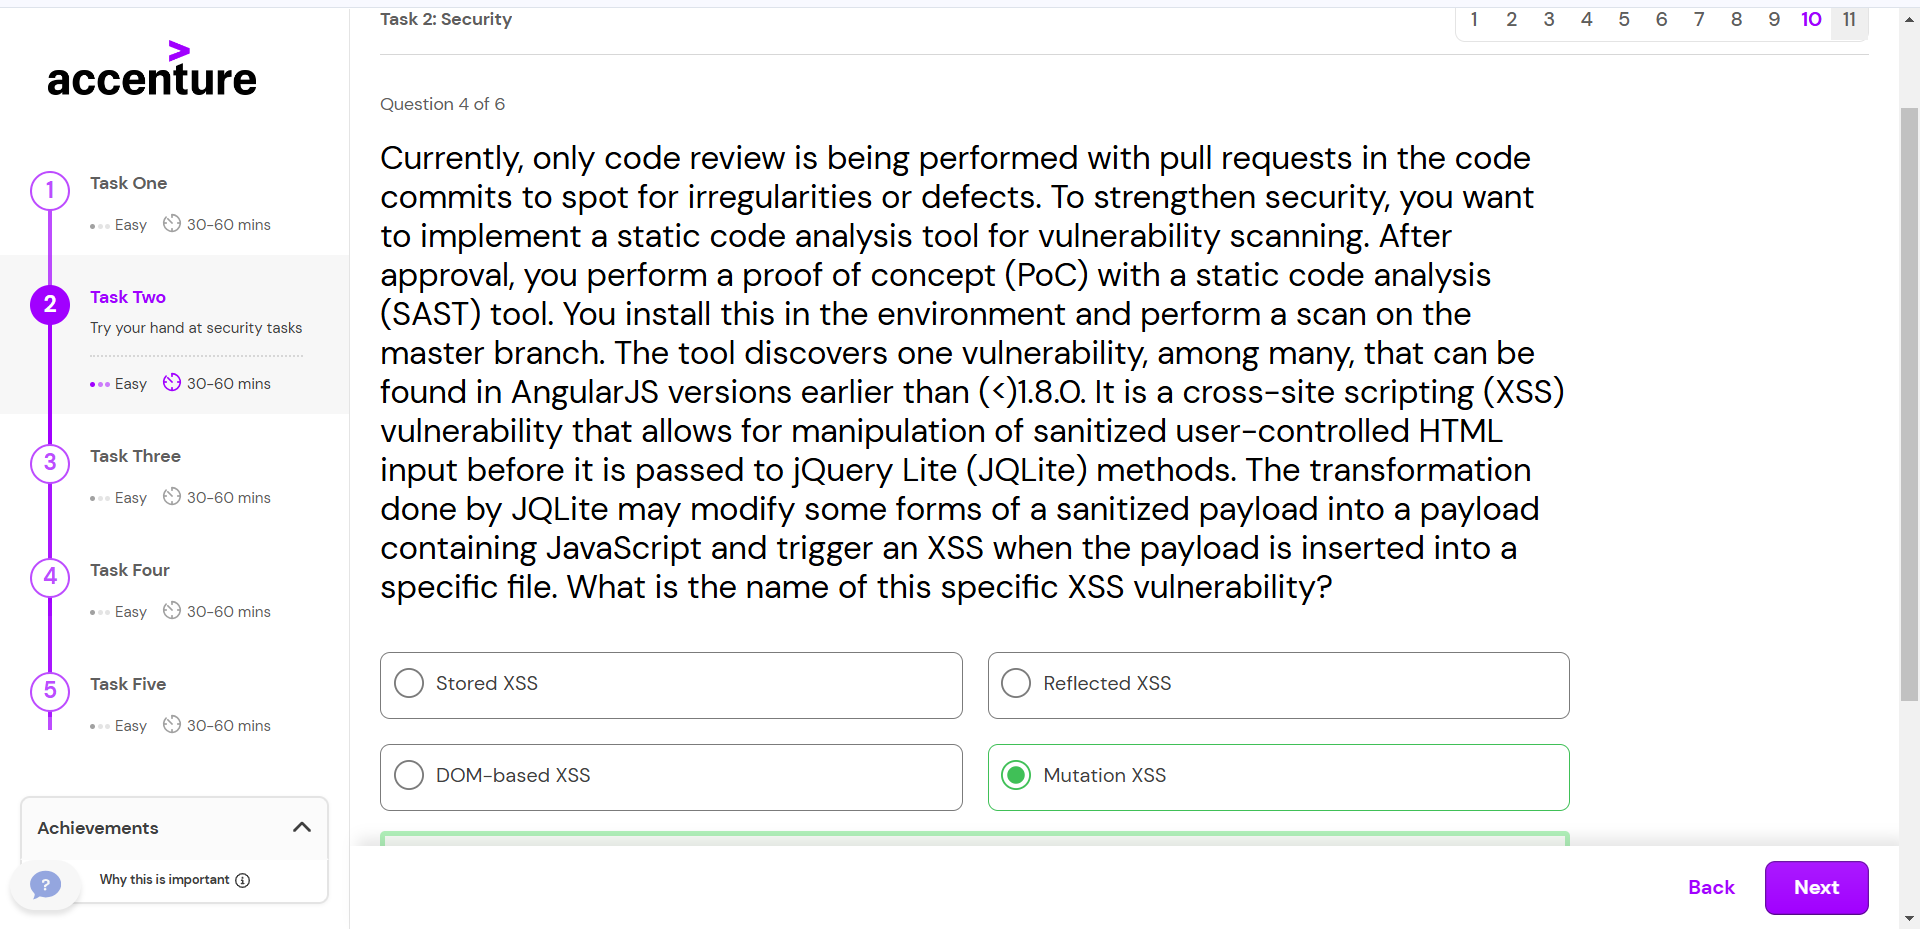 accenture
1
Task One
Easy
30-60 mins
2
Task Two
Try your hand at security tasks
Easy
30-60 mins
3
Task Three
Easy
30-60 mins
4
Task Four
Easy
30-60 mins
5
Task Five
Easy
30-60 mins
Achievements
Why this is important
?
Task 2: Security
1 2 3 4 5 6 7 8 9 10 11
Question 4 of 6
Currently, only code review is being performed with pull requests in the code
commits to spot for irregularities or defects. To strengthen security, you want
to implement a static code analysis tool for vulnerability scanning. After
approval, you perform a proof of concept (PoC) with a static code analysis
(SAST) tool. You install this in the environment and perform a scan on the
master branch. The tool discovers one vulnerability, among many, that can be
found in AngularJS versions earlier than (<)1.8.0. It is a cross-site scripting (XSS)
vulnerability that allows for manipulation of sanitized user-controlled HTML
input before it is passed to jQuery Lite (JQLite) methods. The transformation
done by JQLite may modify some forms of a sanitized payload into a payload
containing JavaScript and trigger an XSS when the payload is inserted into a
specific file. What is the name of this specific XSS vulnerability?
Stored XSS
Reflected XSS
DOM-based XSS
Mutation XSS
Back
Next